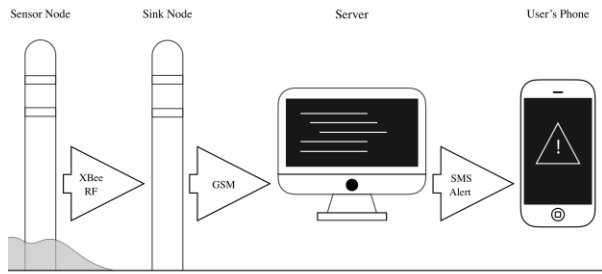 Sensor Node
Sink Node
Server
User's Phone
XBee
RF
GSM
SMS
Alert
!